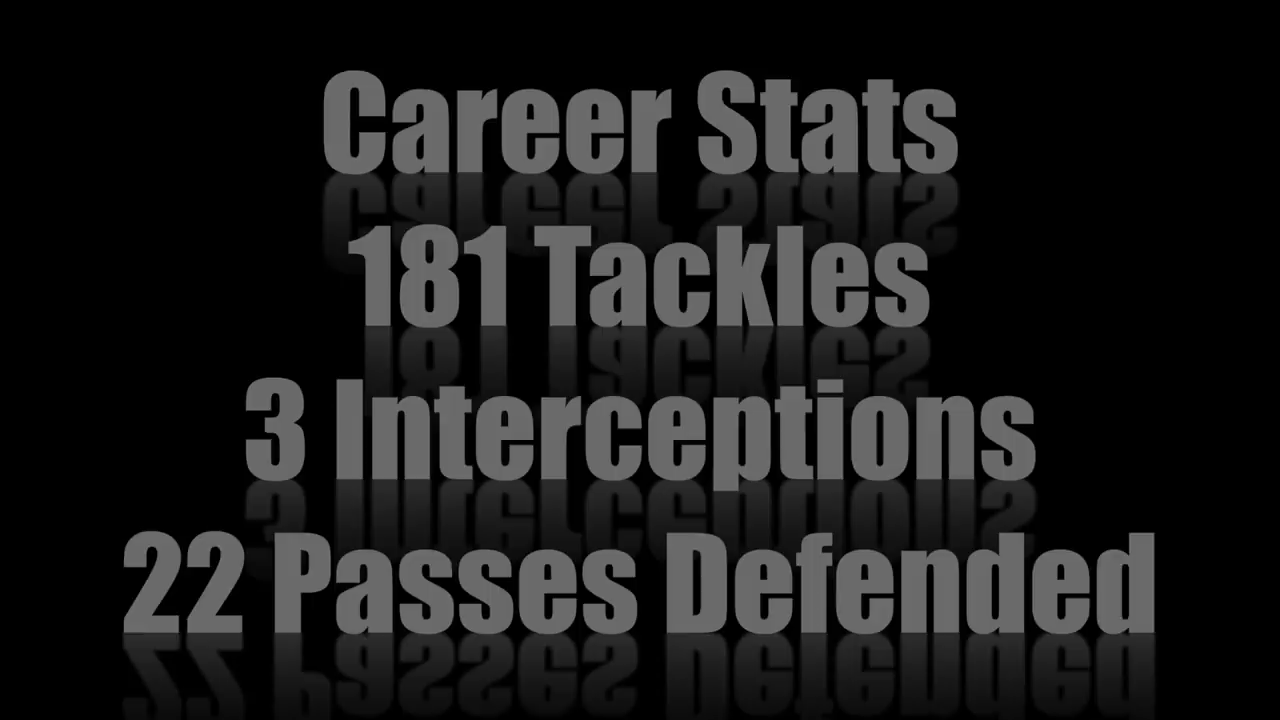 Career Stats
181 Tackles
3 Interceptions
22 Passes Defended